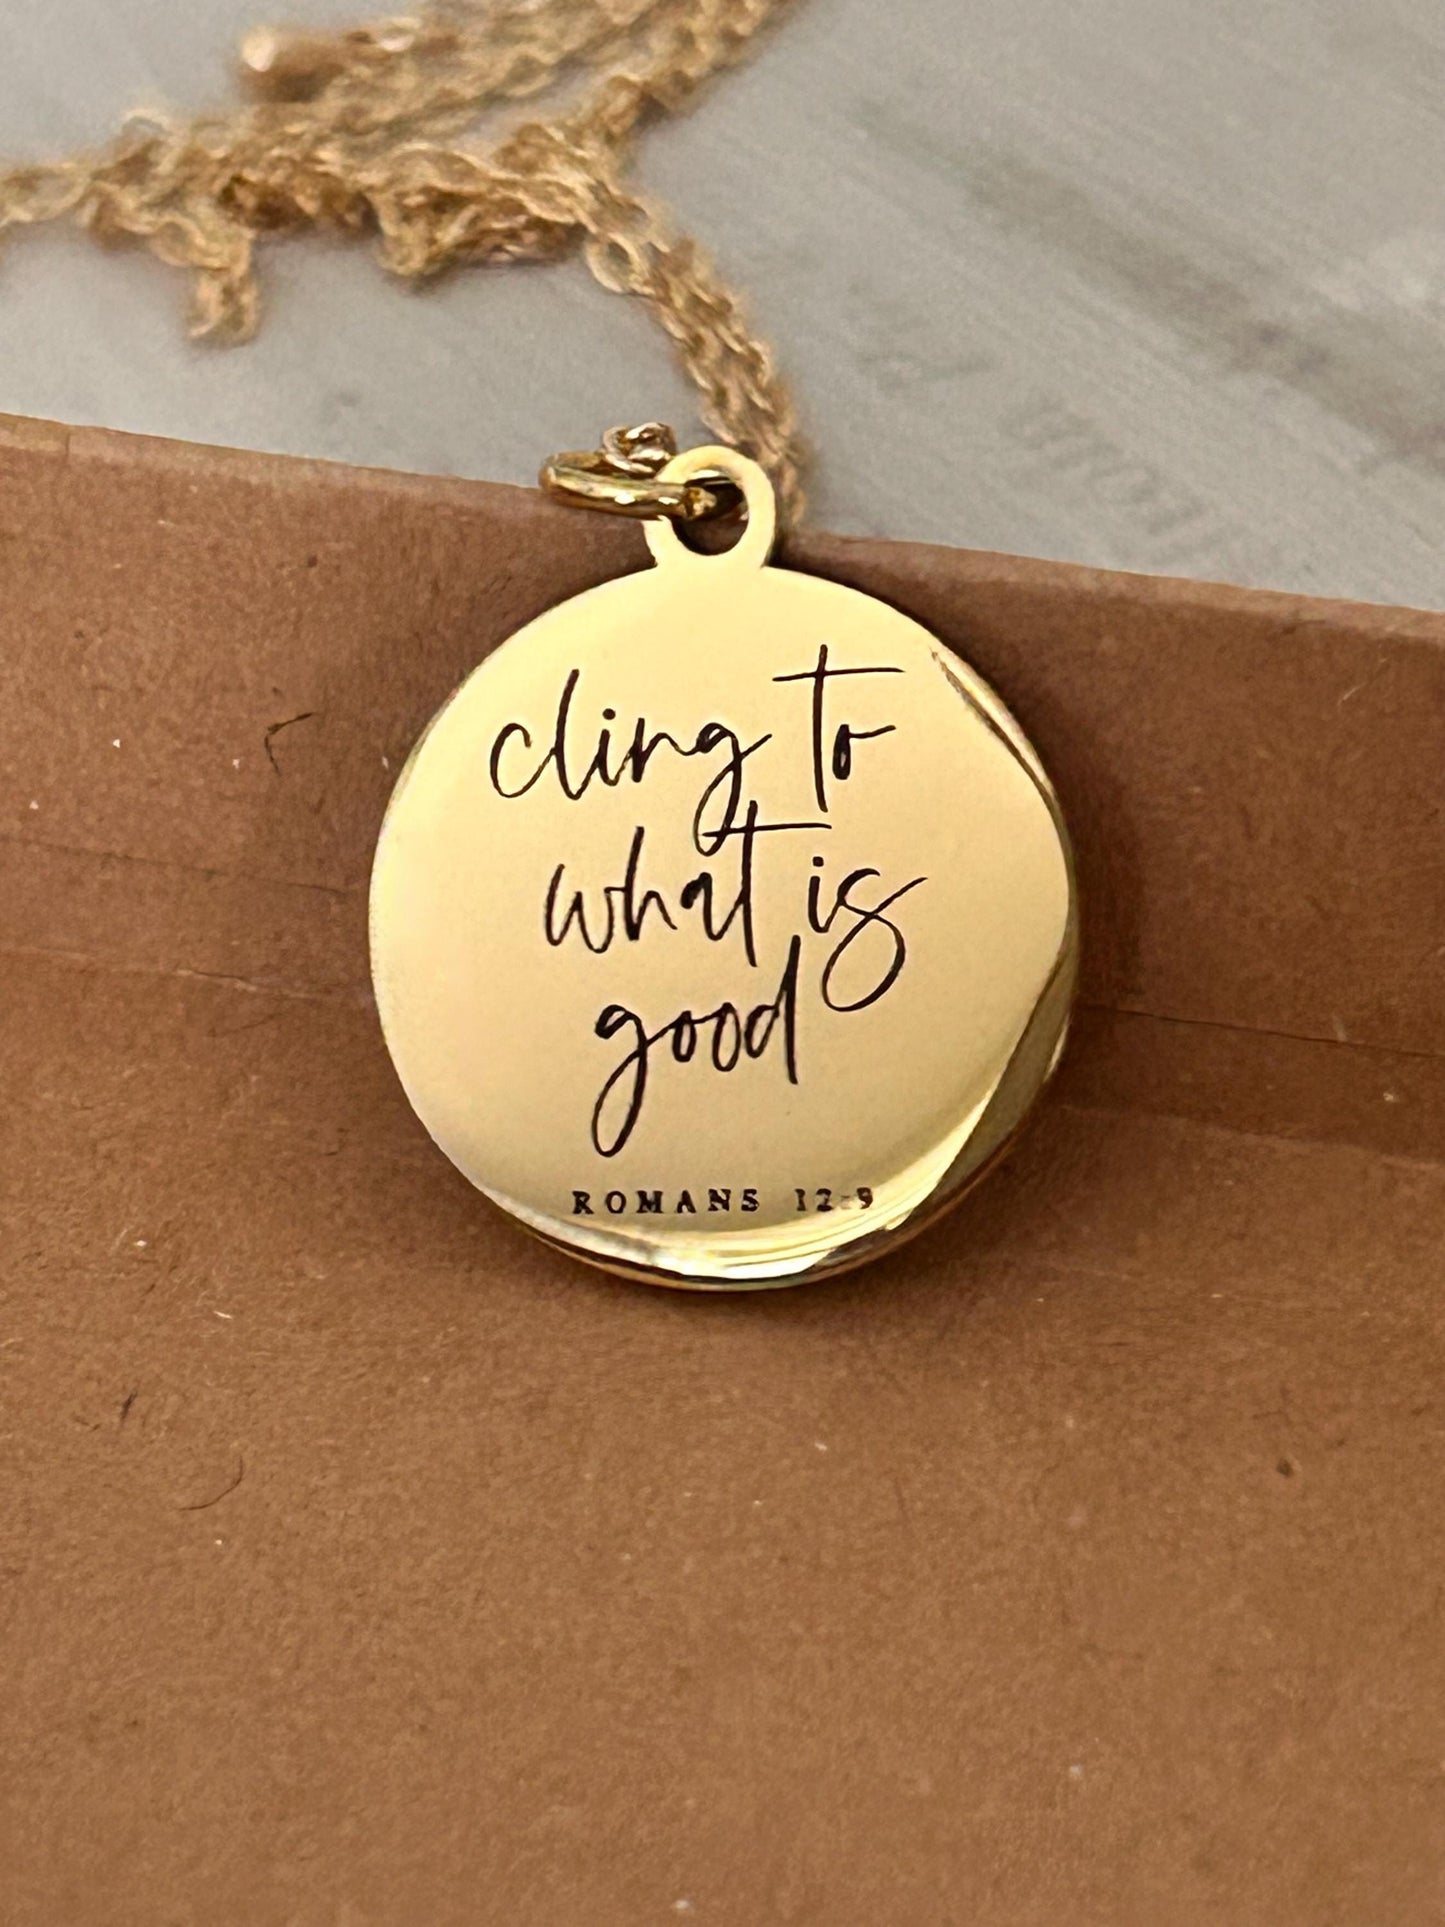 cling to
what is
good
ROMANS 12:9